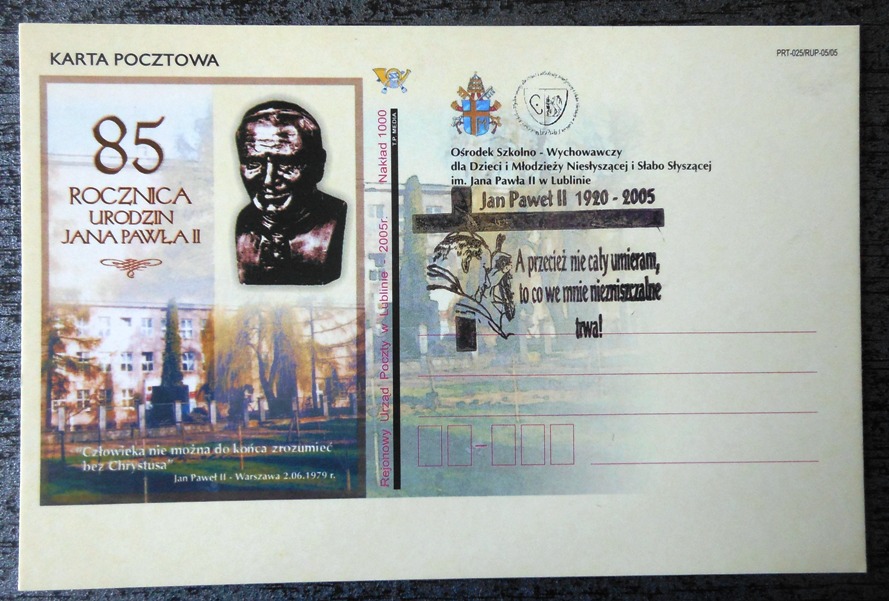 KARTA POCZTOWA
PRT-025/RUP-05/05
85
ROCZNICA
URODZIN
JANA PAWŁA II
"Człowieka nie można do końca zrozumieć
bez Chrystusa"
Jan Paweł II - Warszawa 2.06.1979 r.
Rejonowy Urząd Poczty w Lublinie - 2005r. Nakład 1000
T.P. MEDIA
Ośrodek Szkolno - Wychowawczy
dla Dzieci i Młodzieży Niesłyszącej i Słabo Słyszącej
im. Jana Pawła II w Lublinie
Jan Paweł II 1920 - 2005
A przecież nie cały umieram,
to co we mnie niezniszczalne
trwa!